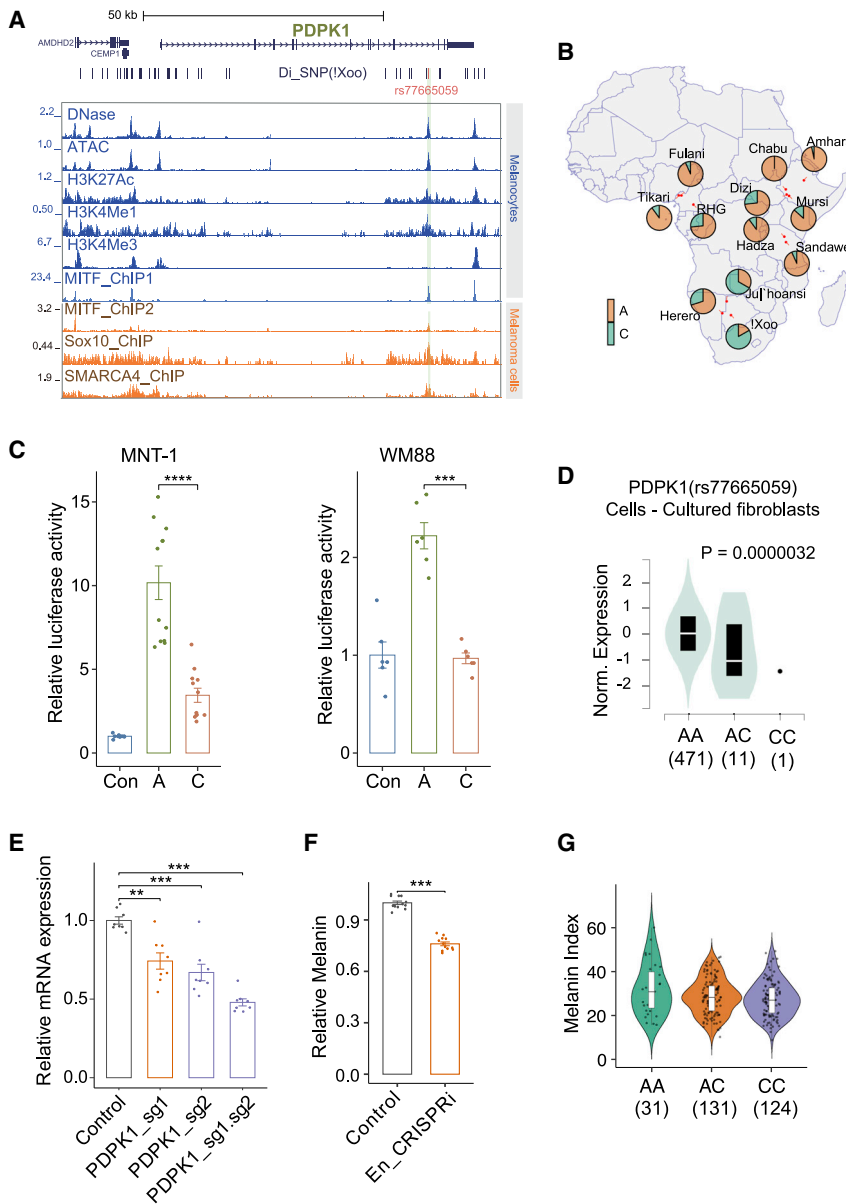 A
50 kb
PDPK1
AMDHD2
CEMP1
Di_SNP(!Xoo)
rs77665059
2.2
DNase
1.0
ATAC
1.2
H3K27Ac
0.50
H3K4Me1
6.7
H3K4Me3
23.4
MITF_ChIP1
3.2
MITF_ChIP2
0.44
Sox10_ChIP
1.9
SMARCA4_ChIP
Melanocytes
Melanoma cells
B
Fulani
Chabu
Amhar
Tikari
RHG
Dizi
Mursi
Hadza
Sandawe
Ju|'hoansi
Herero
!Xoo
A
C
C
MNT-1
Relative luciferase activity
15
10
5
0
****
Con A C
WM88
Relative luciferase activity
2
1
0
***
Con A C
D
PDPK1(rs77665059)
Cells - Cultured fibroblasts
P = 0.0000032
Norm. Expression
2
1
0
-1
-2
AA AC CC
(471) (11) (1)
E
Relative mRNA expression
1.0
0.5
0.0
***
***
**
Control
PDPK1_sg1
PDPK1_sg2
PDPK1_sg1.sg2
F
Relative Melanin
0.9
0.6
0.3
0.0
***
Control
En_CRISPRi
G
Melanin Index
60
40
20
0
AA AC CC
(31) (131) (124)